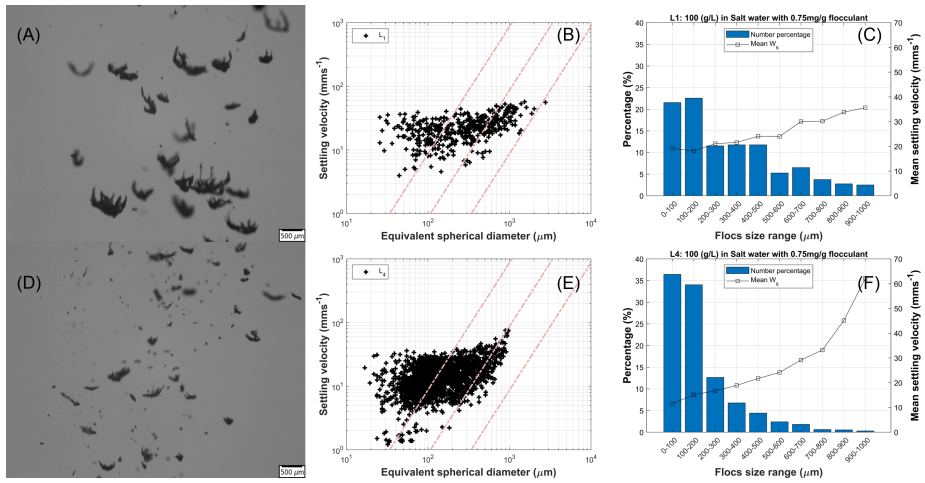 (A)
500 µm
Settling velocity (mms⁻¹)
10³
10²
10¹
10⁰
L₁
(B)
10¹ 10² 10³ 10⁴
Equivalent spherical diameter (µm)
L1: 100 (g/L) in Salt water with 0.75mg/g flocculant
Percentage (%)
40
35
30
25
20
15
10
5
0
Number percentage
Mean Wₛ
(C)
70
60
50
40
30
20
10
0
Mean settling velocity (mms⁻¹)
0-100 100-200 200-300 300-400 400-500 500-600 600-700 700-800 800-900 900-1000
Flocs size range (µm)
(D)
500 µm
Settling velocity (mms⁻¹)
10³
10²
10¹
10⁰
L₄
(E)
10¹ 10² 10³ 10⁴
Equivalent spherical diameter (µm)
L4: 100 (g/L) in Salt water with 0.75mg/g flocculant
Percentage (%)
40
35
30
25
20
15
10
5
0
Number percentage
Mean Wₛ
(F)
70
60
50
40
30
20
10
0
Mean settling velocity (mms⁻¹)
0-100 100-200 200-300 300-400 400-500 500-600 600-700 700-800 800-900 900-1000
Flocs size range (µm)